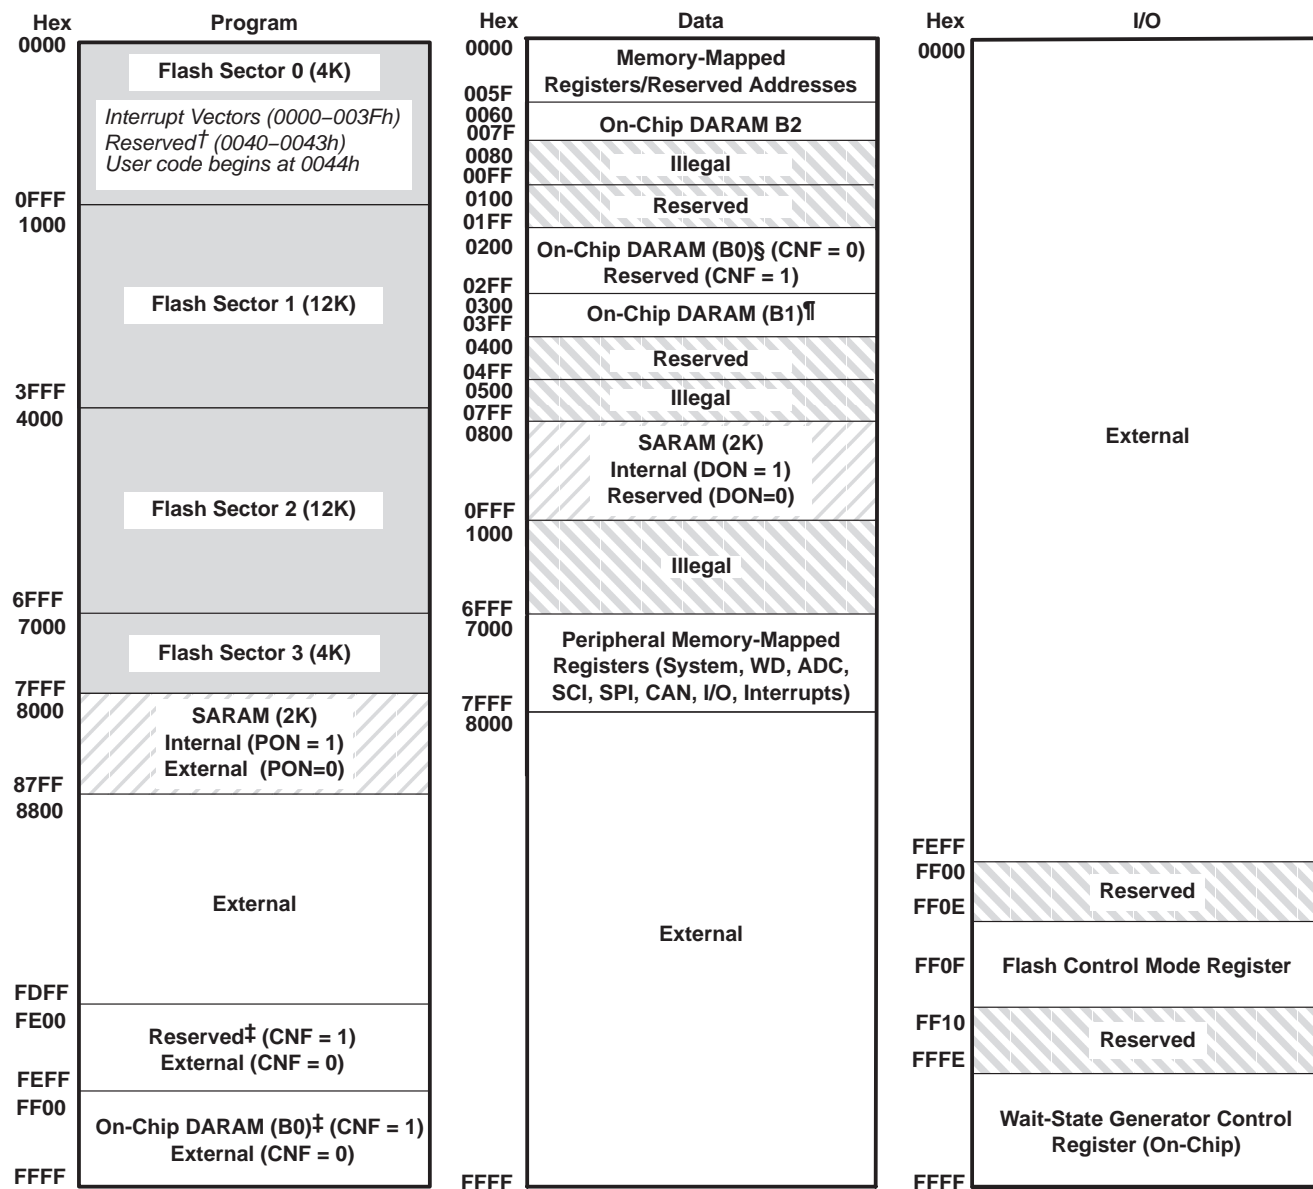 Hex Program
0000
Flash Sector 0 (4K)
Interrupt Vectors (0000–003Fh)
Reserved† (0040–0043h)
User code begins at 0044h
0FFF
1000
Flash Sector 1 (12K)
3FFF
4000
Flash Sector 2 (12K)
6FFF
7000
Flash Sector 3 (4K)
7FFF
8000
SARAM (2K)
Internal (PON = 1)
External (PON=0)
87FF
8800
External
FDFF
FE00
Reserved‡ (CNF = 1)
External (CNF = 0)
FEFF
FF00
On-Chip DARAM (B0)‡ (CNF = 1)
External (CNF = 0)
FFFF
Hex Data
0000
Memory-Mapped
Registers/Reserved Addresses
005F
0060
On-Chip DARAM B2
007F
0080
Illegal
00FF
0100
Reserved
01FF
0200
On-Chip DARAM (B0)§ (CNF = 0)
Reserved (CNF = 1)
02FF
0300
On-Chip DARAM (B1)¶
03FF
0400
Reserved
04FF
0500
Illegal
07FF
0800
SARAM (2K)
Internal (DON = 1)
Reserved (DON=0)
0FFF
1000
Illegal
6FFF
7000
Peripheral Memory-Mapped
Registers (System, WD, ADC,
SCI, SPI, CAN, I/O, Interrupts)
7FFF
8000
External
FFFF
Hex I/O
0000
External
FEFF
FF00
Reserved
FF0E
FF0F Flash Control Mode Register
FF10
Reserved
FFFE
Wait-State Generator Control
Register (On-Chip)
FFFF